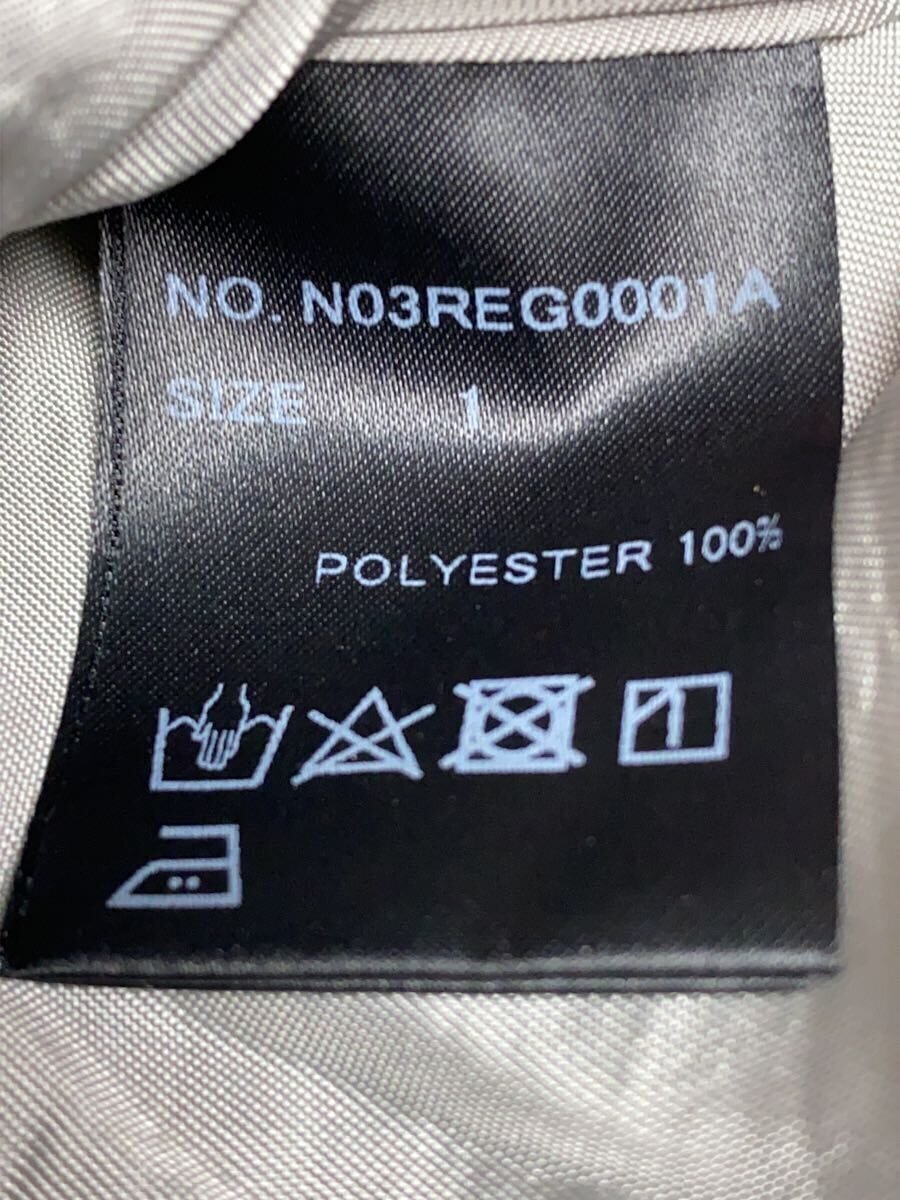 NO. N03REG0001A
SIZE 1
POLYESTER 100%